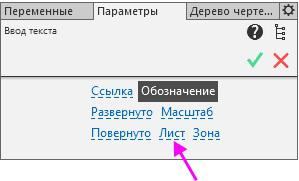 Переменные Параметры Дерево черте...
Ввод текста
Ссылка Обозначение
Развернуто Масштаб
Повернуто Лист Зона